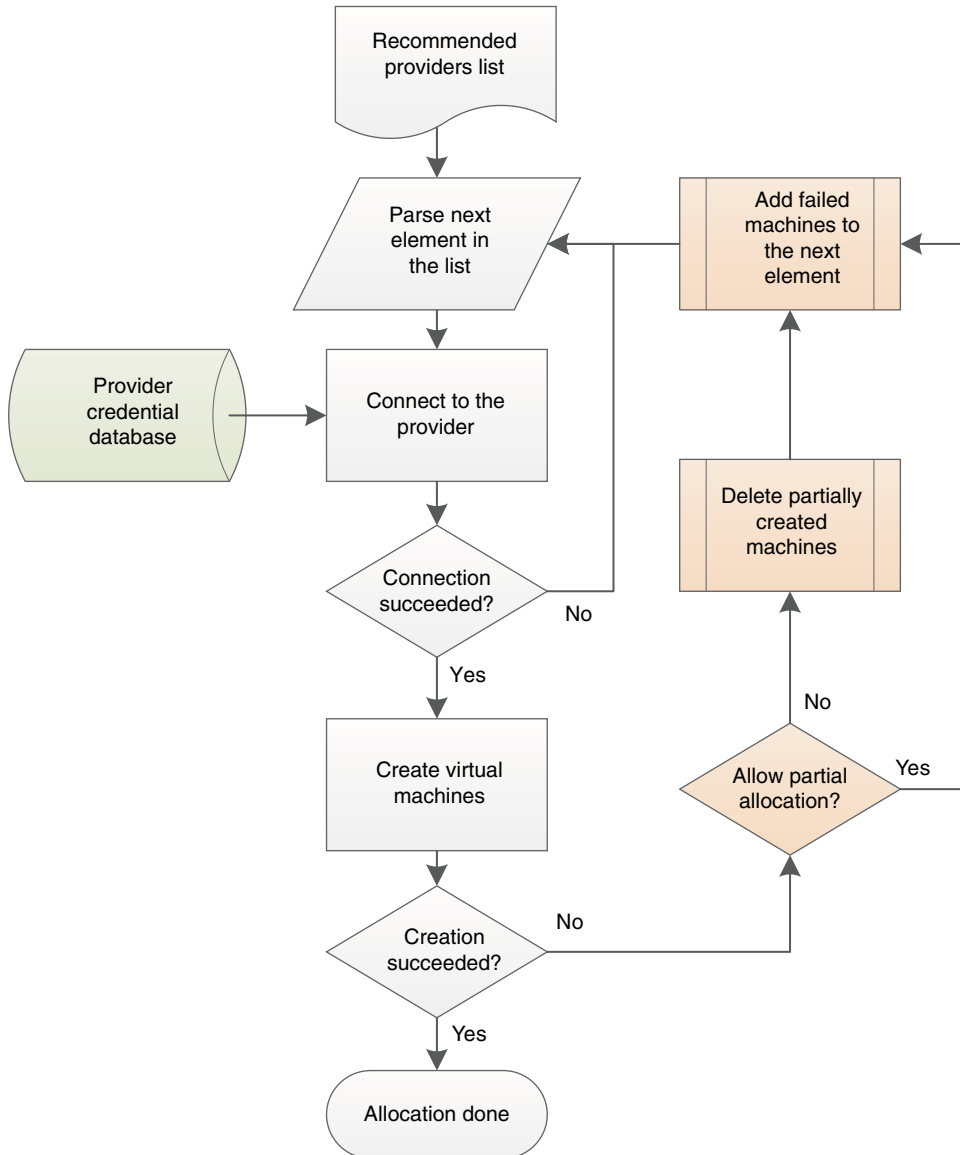 Recommended
providers list
Parse next
element in
the list
Add failed
machines to
the next
element
Provider
credential
database
Connect to the
provider
Delete partially
created
machines
Connection
succeeded?
No
Yes
No
Create virtual
machines
Allow partial
allocation?
Yes
No
Creation
succeeded?
Yes
Allocation done